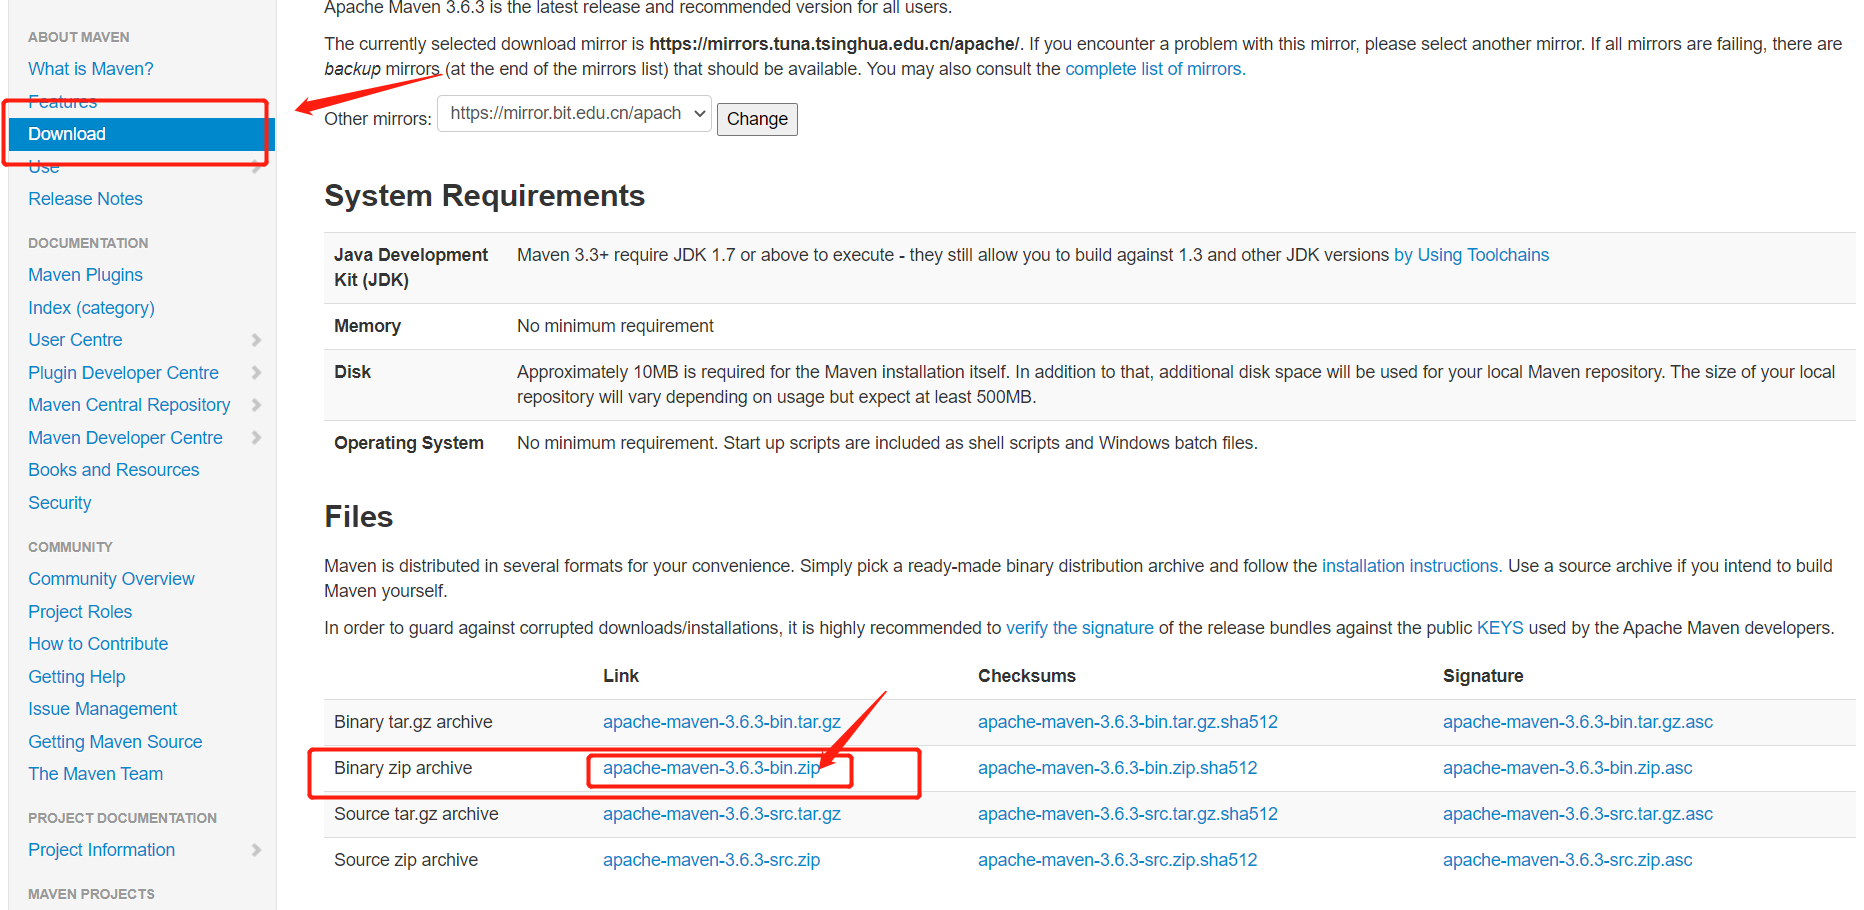 ABOUT MAVEN
What is Maven?
Features
Download
Use
Release Notes
DOCUMENTATION
Maven Plugins
Index (category)
User Centre
Plugin Developer Centre
Maven Central Repository
Maven Developer Centre
Books and Resources
Security
COMMUNITY
Community Overview
Project Roles
How to Contribute
Getting Help
Issue Management
Getting Maven Source
The Maven Team
PROJECT DOCUMENTATION
Project Information
MAVEN PROJECTS
Apache Maven 3.6.3 is the latest release and recommended version for all users.
The currently selected download mirror is https://mirrors.tuna.tsinghua.edu.cn/apache/. If you encounter a problem with this mirror, please select another mirror. If all mirrors are failing, there are
backup mirrors (at the end of the mirrors list) that should be available. You may also consult the complete list of mirrors.
Other mirrors: https://mirror.bit.edu.cn/apach Change
System Requirements
Java Development Maven 3.3+ require JDK 1.7 or above to execute - they still allow you to build against 1.3 and other JDK versions by Using Toolchains
Kit (JDK)
Memory No minimum requirement
Disk Approximately 10MB is required for the Maven installation itself. In addition to that, additional disk space will be used for your local Maven repository. The size of your local
repository will vary depending on usage but expect at least 500MB.
Operating System No minimum requirement. Start up scripts are included as shell scripts and Windows batch files.
Files
Maven is distributed in several formats for your convenience. Simply pick a ready-made binary distribution archive and follow the installation instructions. Use a source archive if you intend to build
Maven yourself.
In order to guard against corrupted downloads/installations, it is highly recommended to verify the signature of the release bundles against the public KEYS used by the Apache Maven developers.
Link Checksums Signature
Binary tar.gz archive apache-maven-3.6.3-bin.tar.gz apache-maven-3.6.3-bin.tar.gz.sha512 apache-maven-3.6.3-bin.tar.gz.asc
Binary zip archive apache-maven-3.6.3-bin.zip apache-maven-3.6.3-bin.zip.sha512 apache-maven-3.6.3-bin.zip.asc
Source tar.gz archive apache-maven-3.6.3-src.tar.gz apache-maven-3.6.3-src.tar.gz.sha512 apache-maven-3.6.3-src.tar.gz.asc
Source zip archive apache-maven-3.6.3-src.zip apache-maven-3.6.3-src.zip.sha512 apache-maven-3.6.3-src.zip.asc